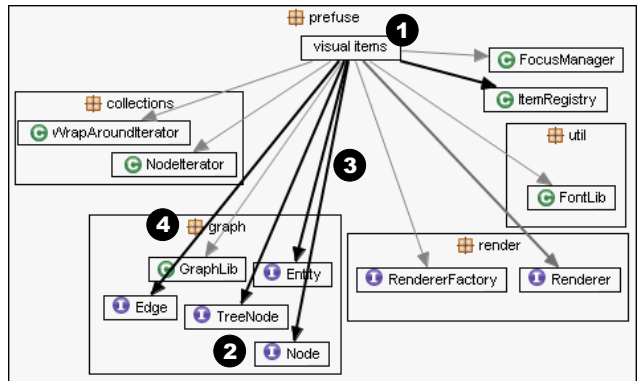 prefuse
1
visual items
FocusManager
collections
ItemRegistry
WrapAroundIterator
util
NodeIterator
3
FontLib
4
graph
render
GraphLib
Entity
RendererFactory
Renderer
Edge
TreeNode
2
Node